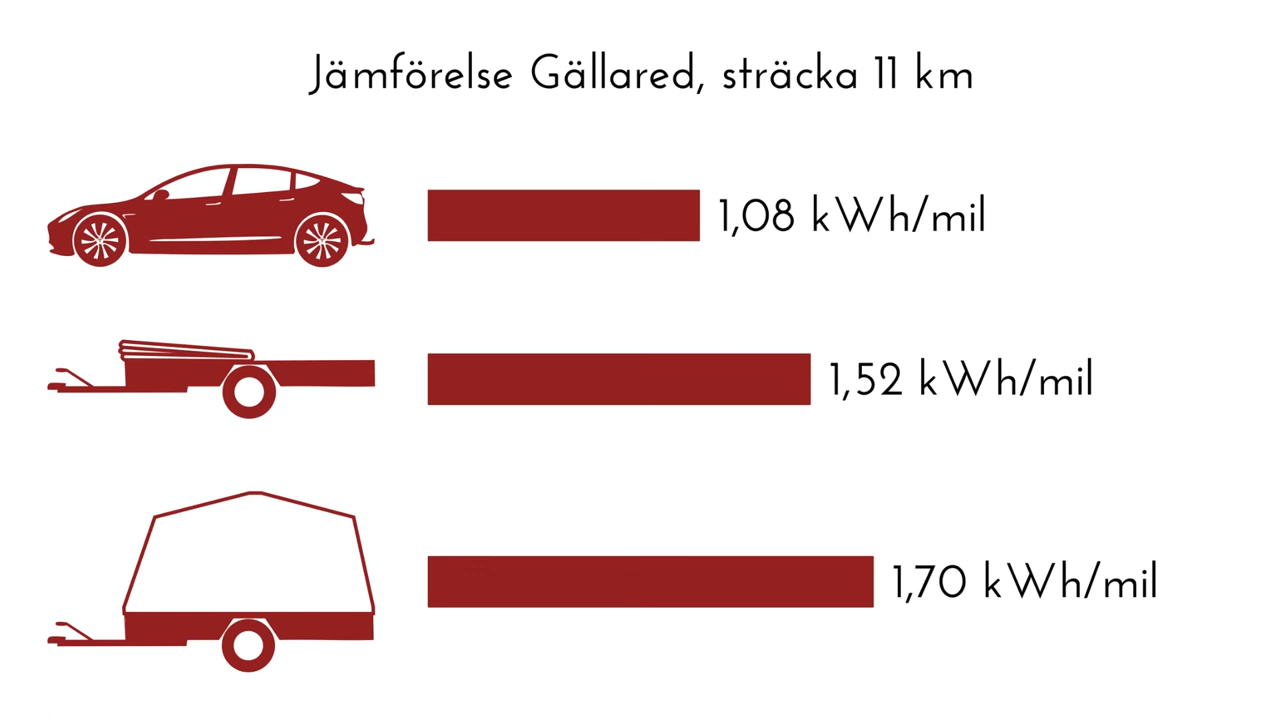 Jämförelse Gällared, sträcka 11 km
1,08 kWh/mil
1,52 kWh/mil
1,70 kWh/mil